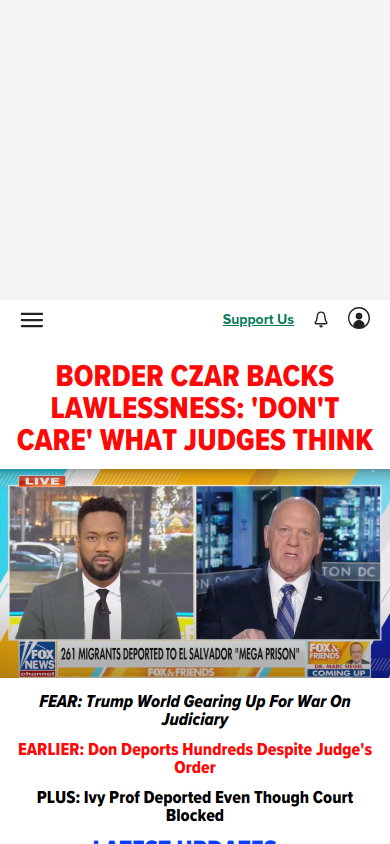 Support Us
BORDER CZAR BACKS
LAWLESSNESS: 'DON'T
CARE' WHAT JUDGES THINK
LIVE
TON DC
FOX
NEWS
channel
261 MIGRANTS DEPORTED TO EL SALVADOR "MEGA PRISON"
FOX & FRIENDS
FOX &
FRIENDS
DR. MARC SIEGEL
COMING UP
FEAR: Trump World Gearing Up For War On
Judiciary
EARLIER: Don Deports Hundreds Despite Judge's
Order
PLUS: Ivy Prof Deported Even Though Court
Blocked
LATEST UPDATES